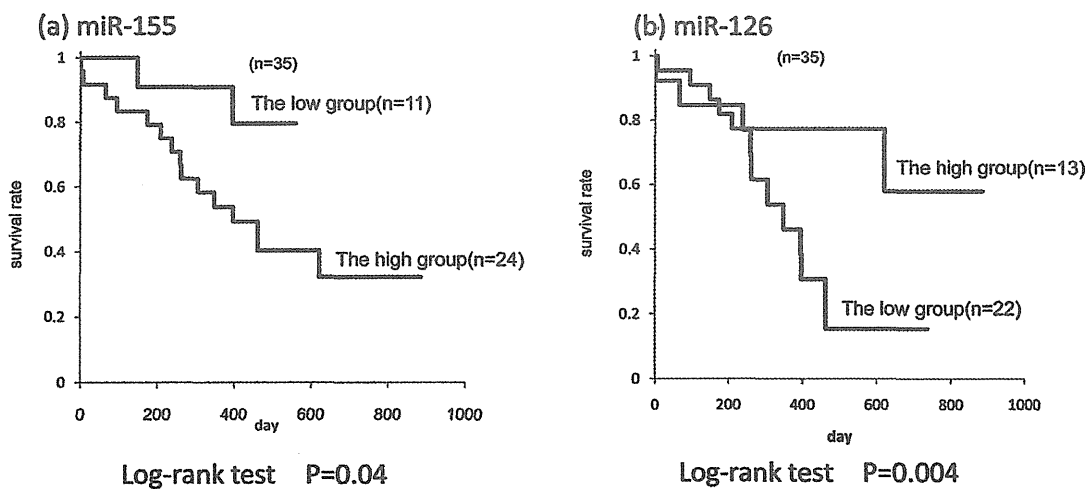 (a) miR-155
(n=35)
The low group(n=11)
The high group(n=24)
survival rate
1
0.8
0.6
0.4
0.2
0
0 200 400 600 800 1000
day
Log-rank test P=0.04
(b) miR-126
(n=35)
The high group(n=13)
The low group(n=22)
survival rate
1
0.8
0.6
0.4
0.2
0
0 200 400 600 800 1000
day
Log-rank test P=0.004